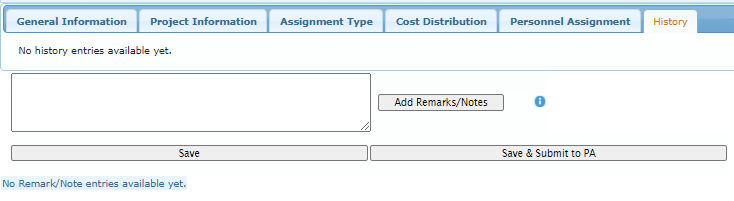 General Information Project Information Assignment Type Cost Distribution Personnel Assignment History
No history entries available yet.
Add Remarks/Notes
Save Save & Submit to PA
No Remark/Note entries available yet.